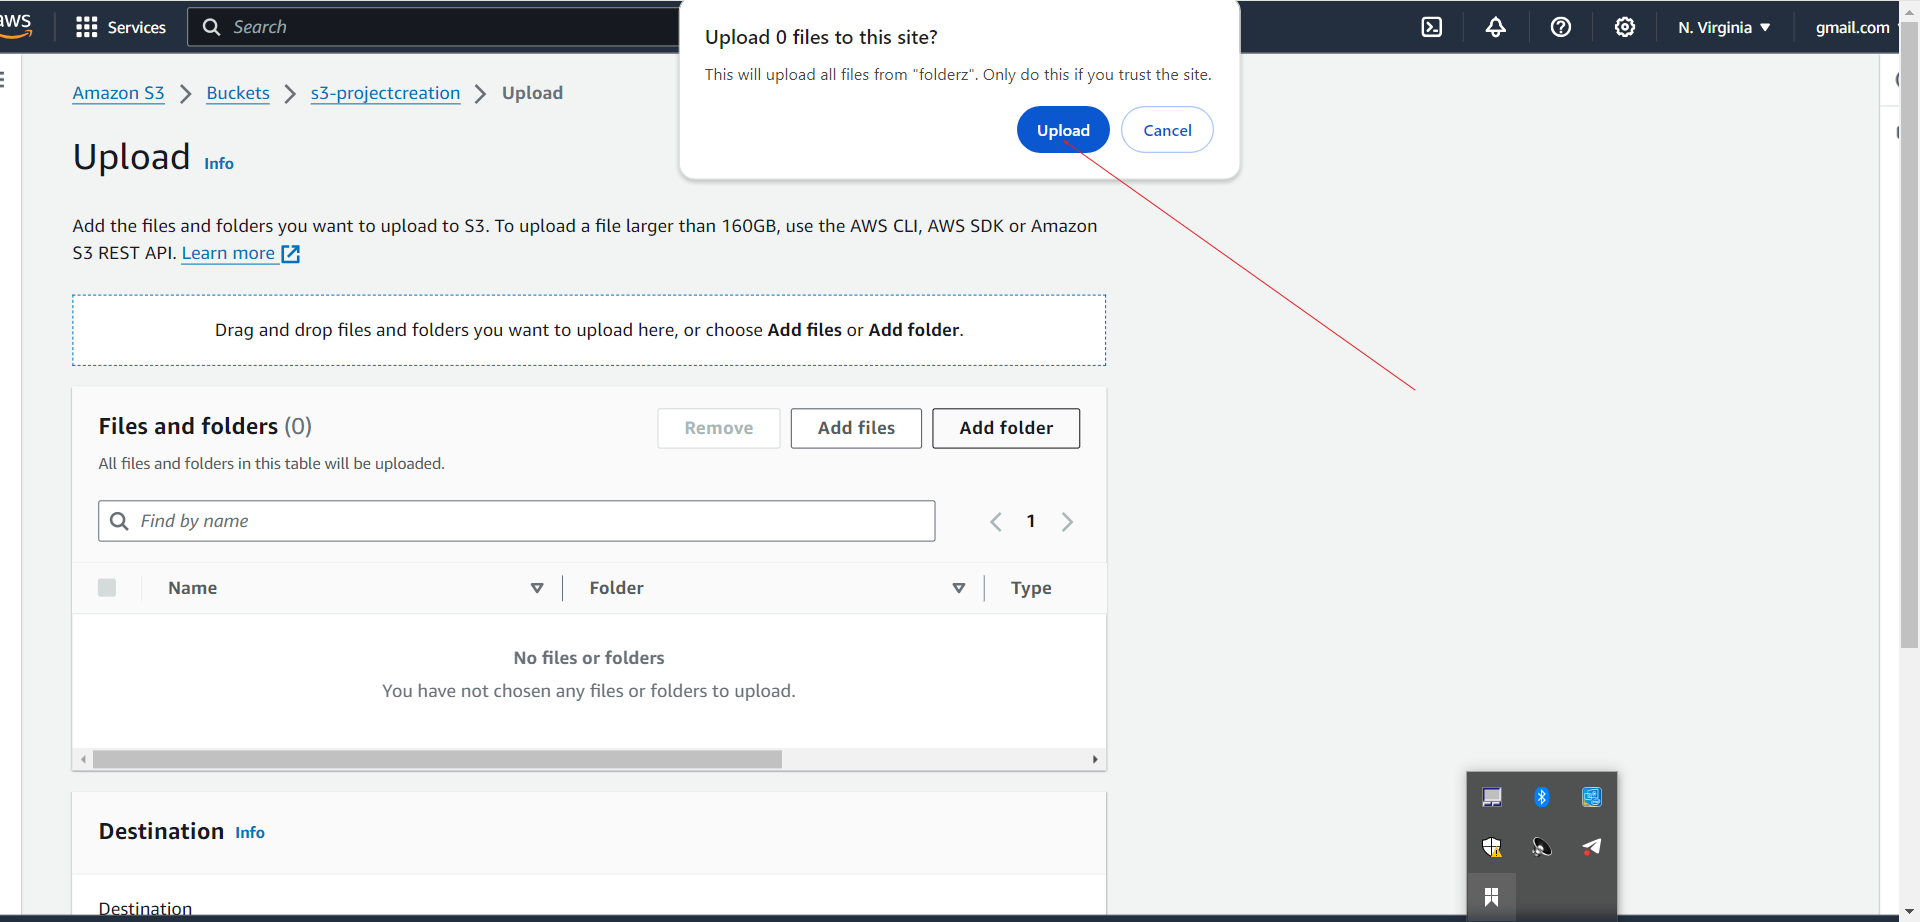 aws
Services
Search
N. Virginia
gmail.com
Upload 0 files to this site?
This will upload all files from "folderz". Only do this if you trust the site.
Upload
Cancel
Amazon S3 > Buckets > s3-projectcreation > Upload
Upload Info
Add the files and folders you want to upload to S3. To upload a file larger than 160GB, use the AWS CLI, AWS SDK or Amazon
S3 REST API. Learn more
Drag and drop files and folders you want to upload here, or choose Add files or Add folder.
Files and folders (0)
Remove
Add files
Add folder
All files and folders in this table will be uploaded.
Find by name
1
Name
Folder
Type
No files or folders
You have not chosen any files or folders to upload.
Destination Info
Destination